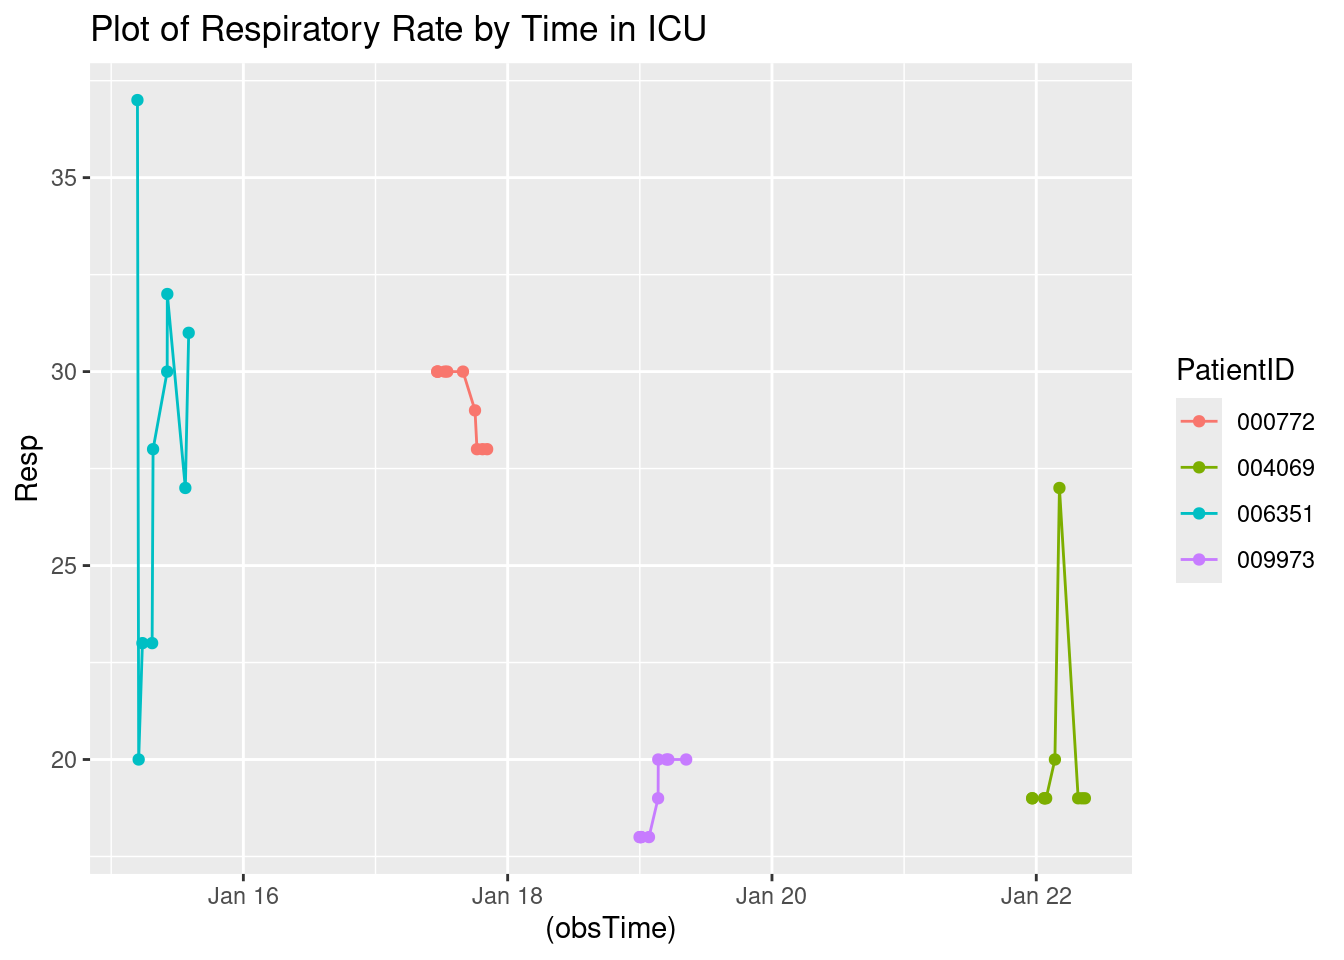 Plot of Respiratory Rate by Time in ICU
35
30
25
20
Resp
Jan 16
Jan 18
Jan 20
Jan 22
(obsTime)
PatientID
000772
004069
006351
009973